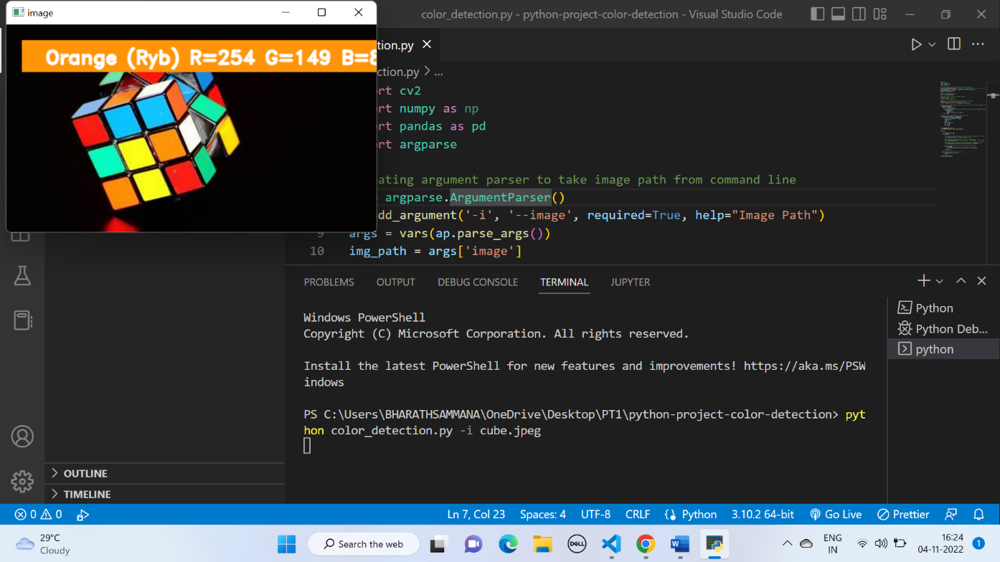 image
color_detection.py - python-project-color-detection - Visual Studio Code
Orange (Ryb) R=254 G=149 B=8
tion.py
ction.py > ...
rt cv2
rt numpy as np
rt pandas as pd
rt argparse
ating argument parser to take image path from command line
= argparse.ArgumentParser()
dd_argument('-i', '--image', required=True, help="Image Path")
9 args = vars(ap.parse_args())
10 img_path = args['image']
PROBLEMS OUTPUT DEBUG CONSOLE TERMINAL JUPYTER
Windows PowerShell
Copyright (C) Microsoft Corporation. All rights reserved.
Install the latest PowerShell for new features and improvements! https://aka.ms/PSW
indows
PS C:\Users\BHARATHSAMMANA\OneDrive\Desktop\PT1\python-project-color-detection> pyt
hon color_detection.py -i cube.jpeg
Python
Python Deb...
python
OUTLINE
TIMELINE
0 0 Ln 7, Col 23 Spaces: 4 UTF-8 CRLF Python 3.10.2 64-bit Go Live Prettier
29°C
Cloudy
Search the web
DELL
ENG
IN
16:24
04-11-2022
1